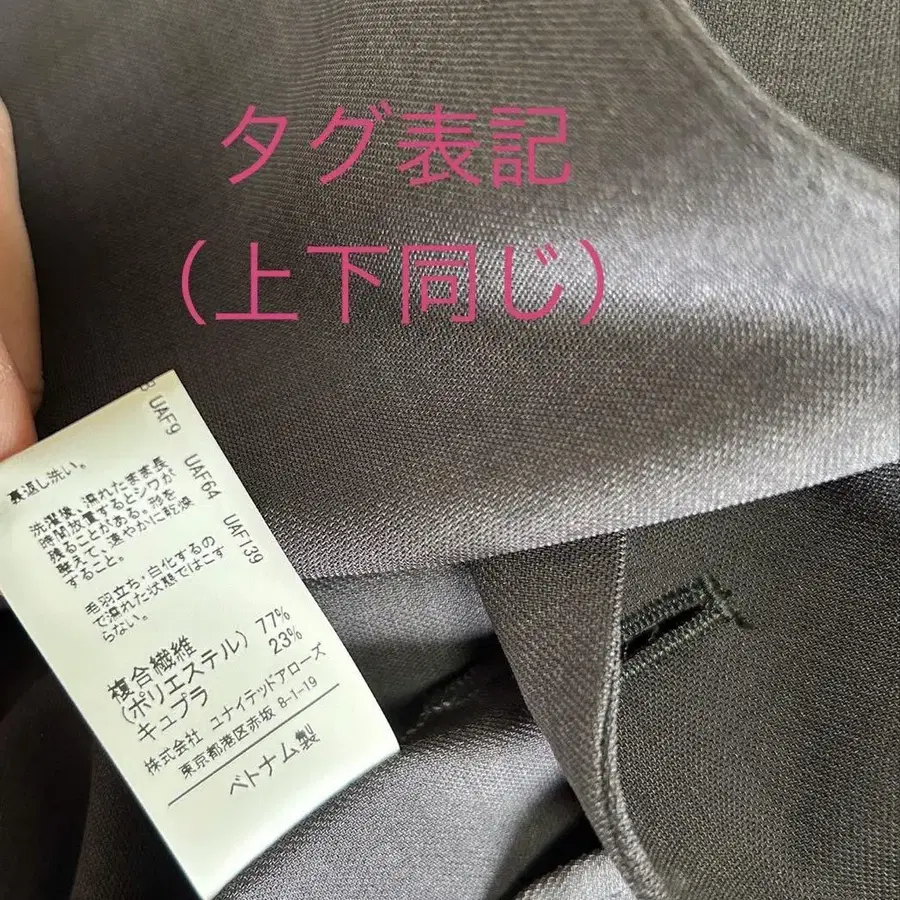 タグ表記
（上下同じ）
UAF9
UAF64
UAF139
裏返し洗い。
洗濯後、濡れたまま長
時間放置するとシワが
残ることがある。形を
整えて、速やかに乾燥
すること。
毛羽立ち・白化するの
で濡れた状態ではこす
らない。
複合繊維
(ポリエステル) 77%
キュプラ 23%
株式会社 ユナイテッドアローズ
東京都港区赤坂 8-1-19
ベトナム製